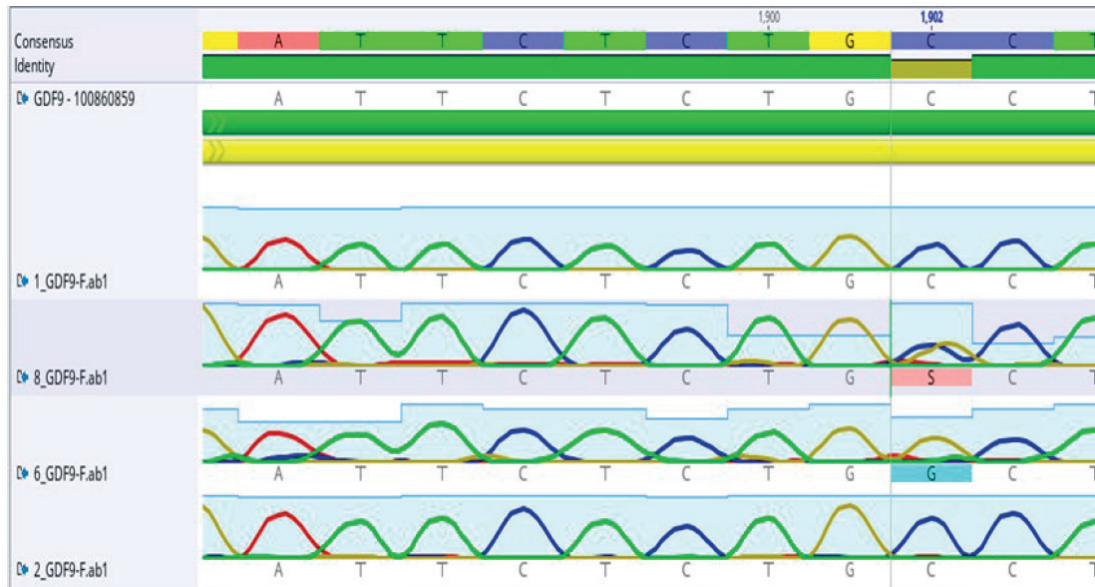 1,900 1,902
Consensus A T T C T C T G C C T
Identity
GDF9 - 100860859 A T T C T C T G C C T
1_GDF9-F.ab1 A T T C T C T G C C T
8_GDF9-F.ab1 A T T C T C T G S C T
6_GDF9-F.ab1 A T T C T C T G G C T
2_GDF9-F.ab1 A T T C T C T G C C T